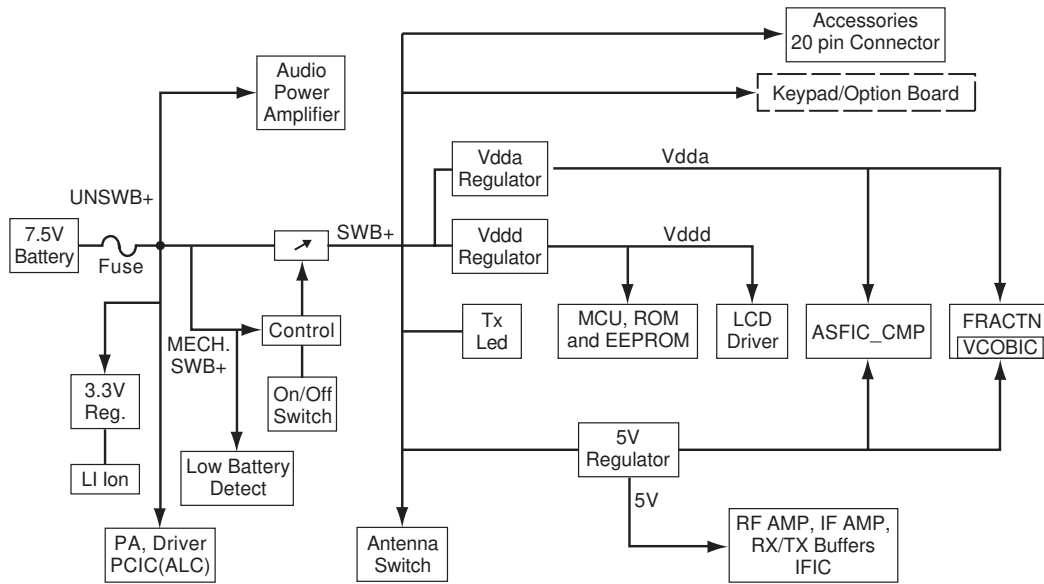 Accessories
20 pin Connector
Audio
Power
Amplifier
Keypad/Option Board
Vdda
Regulator
Vdda
UNSWB+
7.5V
Battery
Fuse
SWB+
Vddd
Regulator
Vddd
MECH.
SWB+
Control
Tx
Led
MCU, ROM
and EEPROM
LCD
Driver
ASFIC_CMP
FRACTN
VCOBIC
3.3V
Reg.
On/Off
Switch
LI Ion
Low Battery
Detect
5V
Regulator
5V
PA, Driver
PCIC(ALC)
Antenna
Switch
RF AMP, IF AMP,
RX/TX Buffers
IFIC